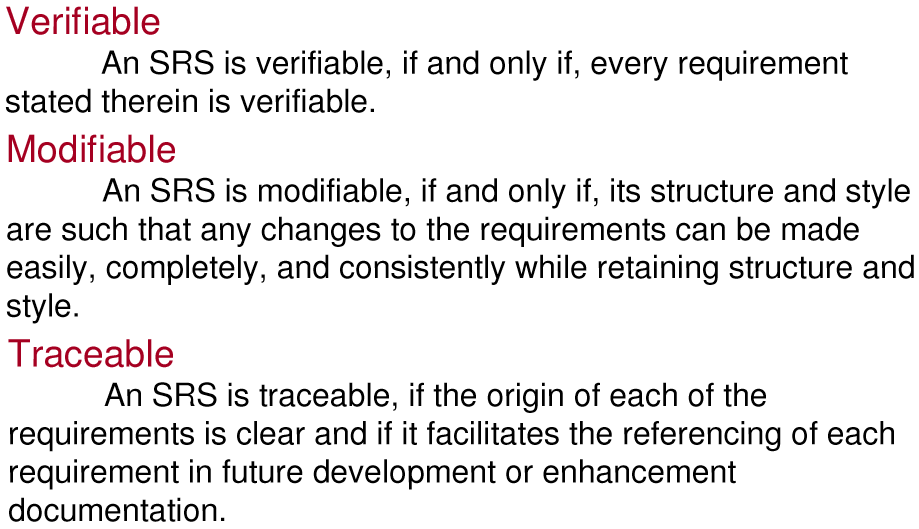 Verifiable
An SRS is verifiable, if and only if, every requirement
stated therein is verifiable.
Modifiable
An SRS is modifiable, if and only if, its structure and style
are such that any changes to the requirements can be made
easily, completely, and consistently while retaining structure and
style.
Traceable
An SRS is traceable, if the origin of each of the
requirements is clear and if it facilitates the referencing of each
requirement in future development or enhancement
documentation.